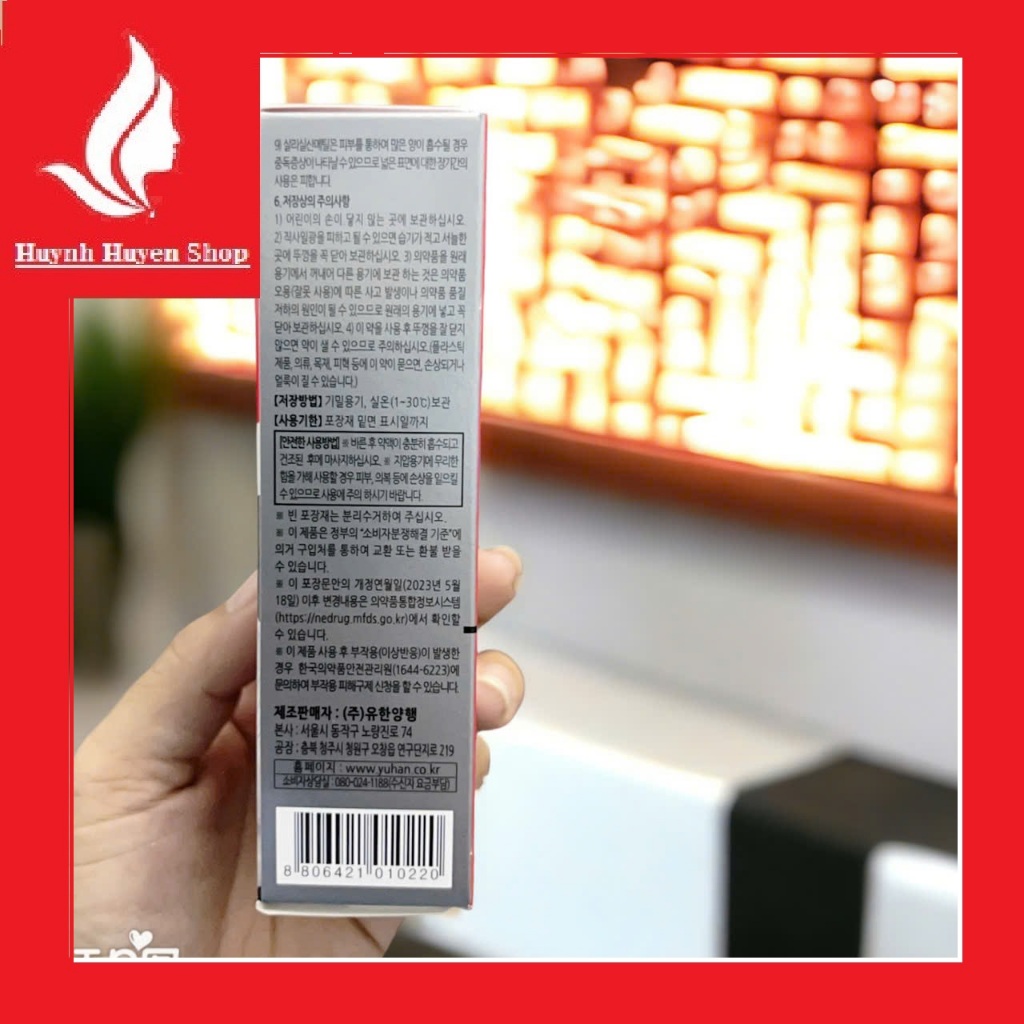 Huynh Huyen Shop
9) 살리실산메틸은 피부를 통하여 많은 양이 흡수될 경우
중독증상이 나타날 수 있으므로 넓은 표면에 대한 장기간의
사용은 피합니다.
6. 저장상의 주의사항
1) 어린이의 손이 닿지 않는 곳에 보관하십시오.
2) 직사일광을 피하고 될 수 있으면 습기가 적고 서늘한
곳에 뚜껑을 꼭 닫아 보관하십시오. 3) 의약품을 원래
용기에서 꺼내어 다른 용기에 보관 하는 것은 의약품
오용(잘못 사용)에 따른 사고 발생이나 의약품 품질
저하의 원인이 될 수 있으므로 원래의 용기에 넣고 꼭
닫아 보관하십시오. 4) 이 약을 사용 후 뚜껑을 잘 닫지
않으면 약이 샐 수 있으므로 주의하십시오.(플라스틱
제품, 의류, 목재, 피혁 등에 이 약이 묻으면, 손상되거나
얼룩이 질 수 있습니다.)
【저장방법】 기밀용기, 실온(1~30℃)보관
【사용기한】 포장재 밑면 표시일까지
[안전한 사용방법] ※ 바른 후 약액이 충분히 흡수되고
건조된 후에 마사지하십시오. ※ 지압용기에 무리한
힘을 가해 사용할 경우 피부, 의복 등에 손상을 일으킬
수 있으므로 사용에 주의 하시기 바랍니다.
※ 빈 포장재는 분리수거하여 주십시오.
※ 이 제품은 정부의 "소비자분쟁해결 기준"에
의거 구입처를 통하여 교환 또는 환불 받을
수 있습니다.
※ 이 포장문안의 개정연월일(2023년 5월
18일) 이후 변경내용은 의약품통합정보시스템
(https://nedrug.mfds.go.kr)에서 확인할
수 있습니다.
※ 이 제품 사용 후 부작용(이상반응)이 발생한
경우 한국의약품안전관리원(1644-6223)에
문의하여 부작용 피해구제 신청을 할 수 있습니다.
제조판매자 : (주)유한양행
본사 : 서울시 동작구 노량진로 74
공장 : 충북 청주시 청원구 오창읍 연구단지로 219
홈페이지 : www.yuhan.co.kr
소비자상담실 : 080-024-1188(수신자 요금부담)
8 806421 010220